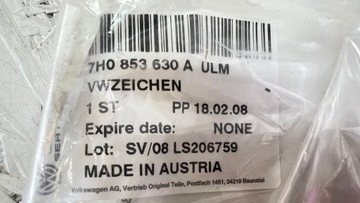 7H0 853 630 A ULM
VWZEICHEN
1 ST PP 18.02.08
Expire date: NONE
Lot: SV/08 LS206759
MADE IN AUSTRIA
Volkswagen AG, Vertrieb Original Teile, Postfach 1451, 34219 Baunatal